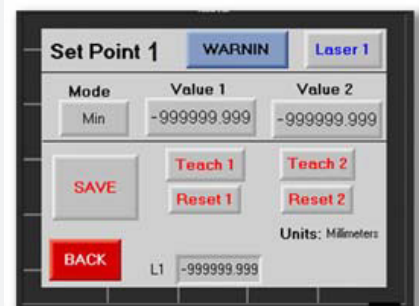 Set Point 1 WARNIN Laser 1
Mode Value 1 Value 2
Min -999999.999 -999999.999
Teach 1 Teach 2
SAVE
Reset 1 Reset 2
Units: Millimeters
BACK
L1 -999999.999